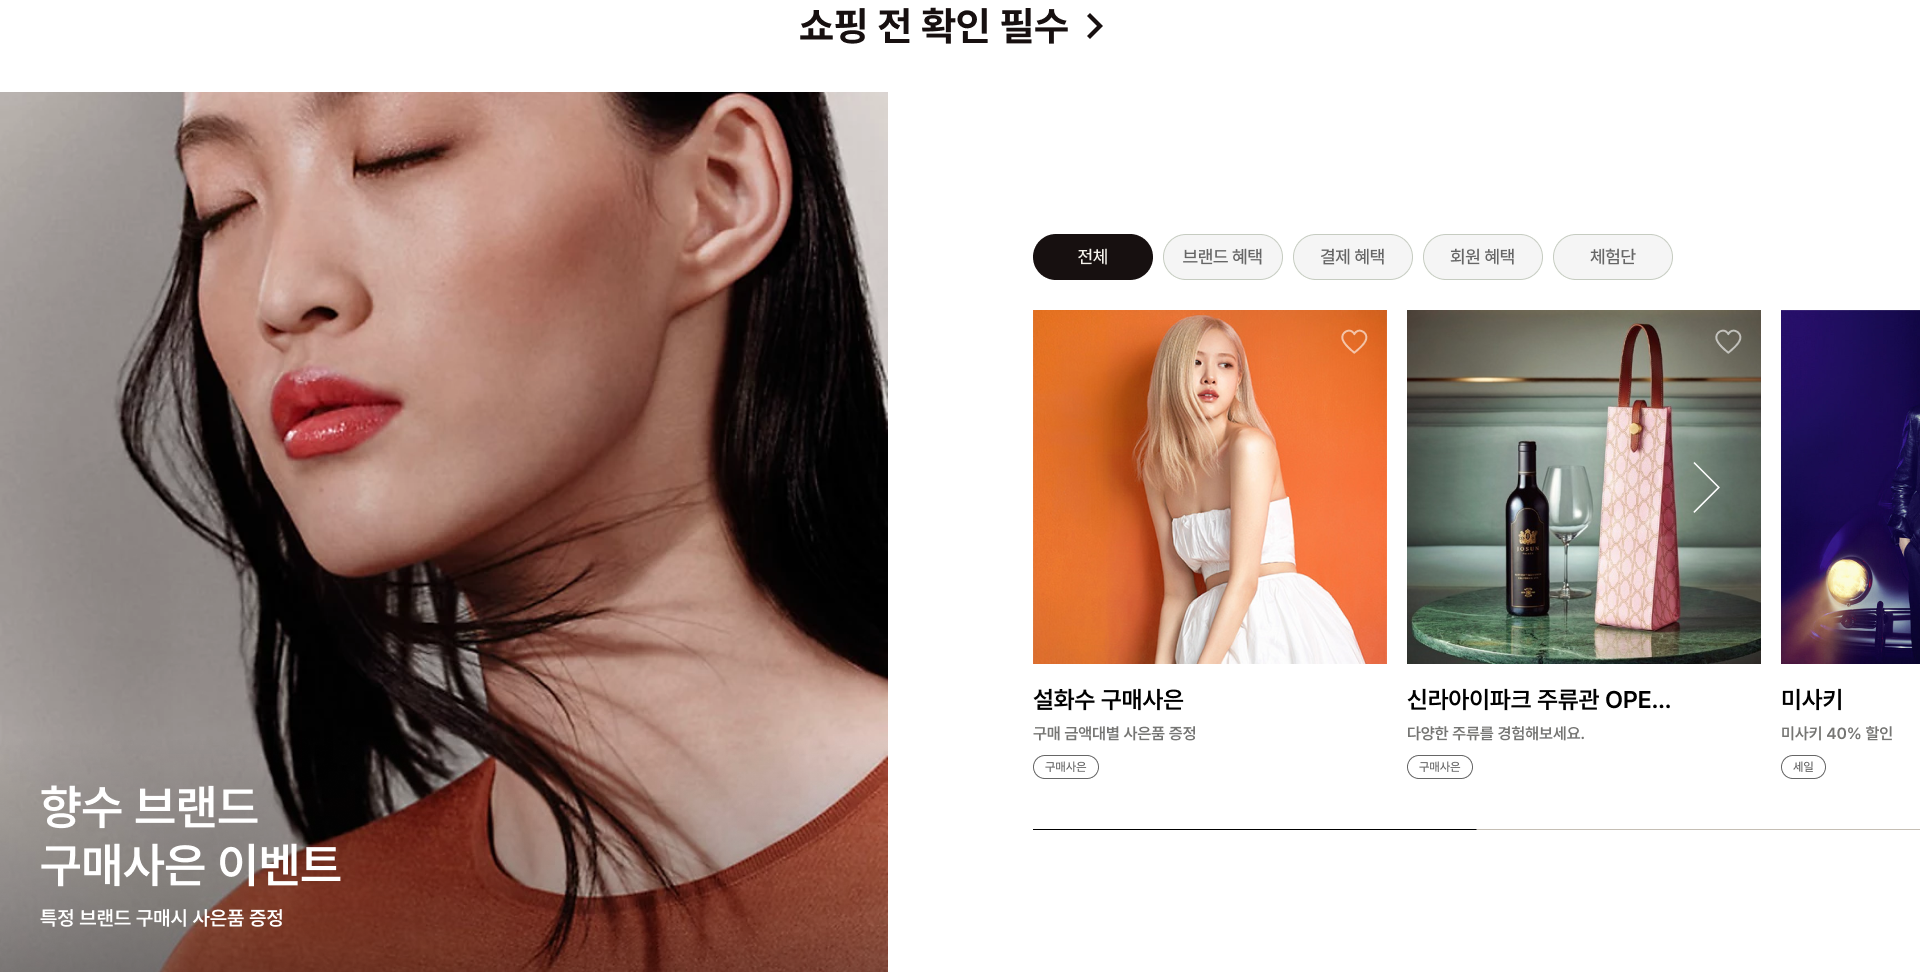 쇼핑 전 확인 필수
향수 브랜드
구매사은 이벤트
특정 브랜드 구매시 사은품 증정
전체
브랜드 혜택
결제 혜택
회원 혜택
체험단
설화수 구매사은
구매 금액대별 사은품 증정
구매사은
신라아이파크 주류관 OPE...
다양한 주류를 경험해보세요.
구매사은
미사키
미사키 40% 할인
세일